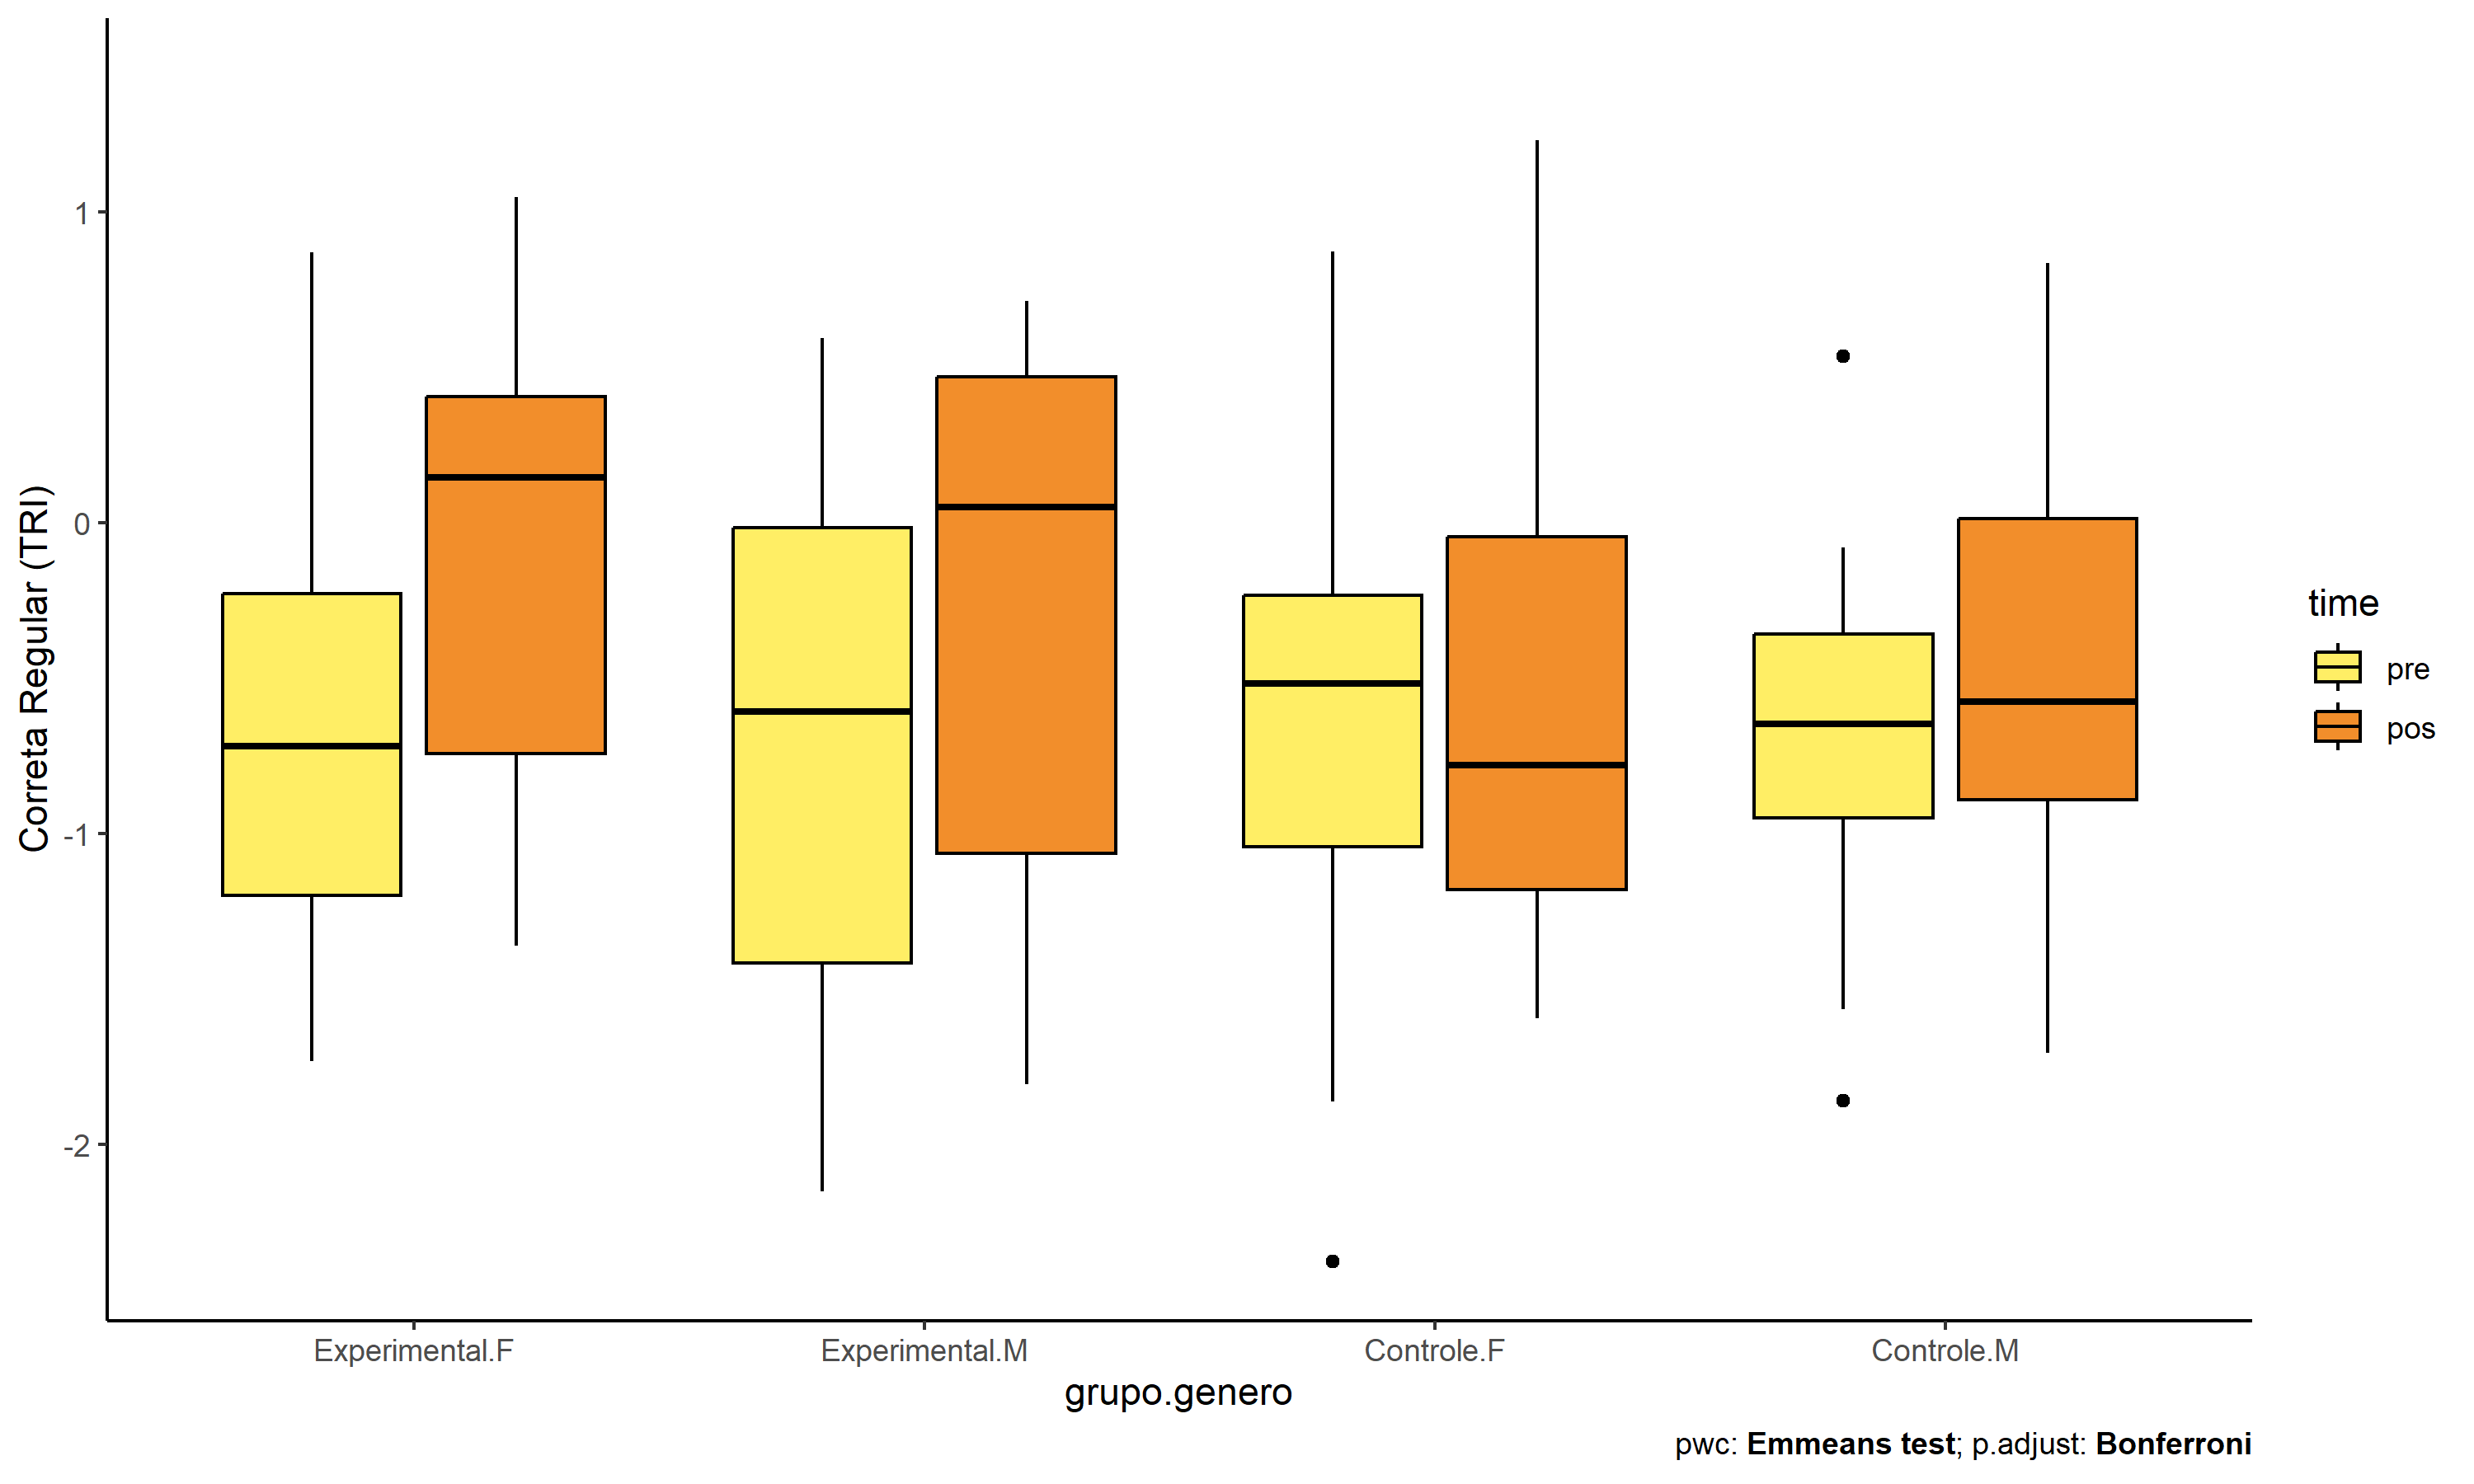 Correta Regular (TRI)
1
0
-1
-2
Experimental.F
Experimental.M
Controle.F
Controle.M
grupo.genero
time
pre
pos
pwc: Emmeans test; p.adjust: Bonferroni